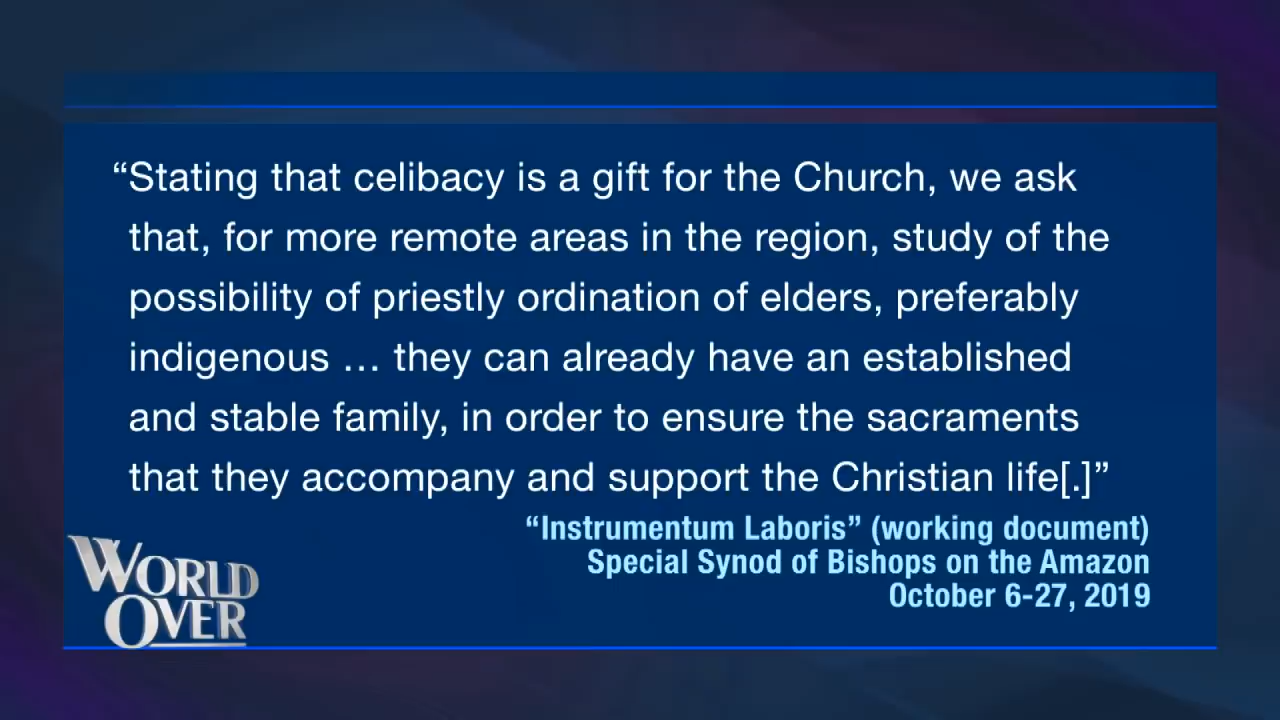 “Stating that celibacy is a gift for the Church, we ask
that, for more remote areas in the region, study of the
possibility of priestly ordination of elders, preferably
indigenous … they can already have an established
and stable family, in order to ensure the sacraments
that they accompany and support the Christian life[.]”
“Instrumentum Laboris” (working document)
Special Synod of Bishops on the Amazon
October 6-27, 2019
WORLD
OVER